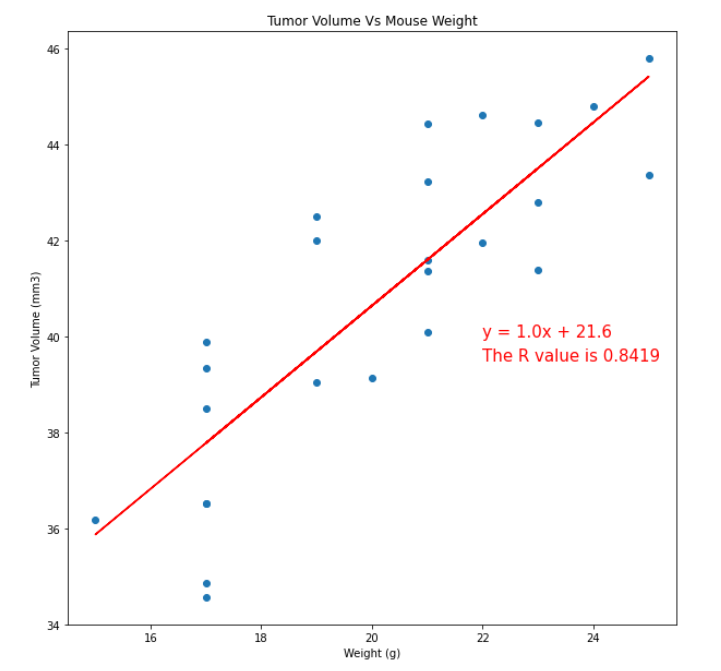 Tumor Volume Vs Mouse Weight
46
44
42
40
38
36
34
Tumor Volume (mm3)
y = 1.0x + 21.6
The R value is 0.8419
16 18 20 22 24
Weight (g)